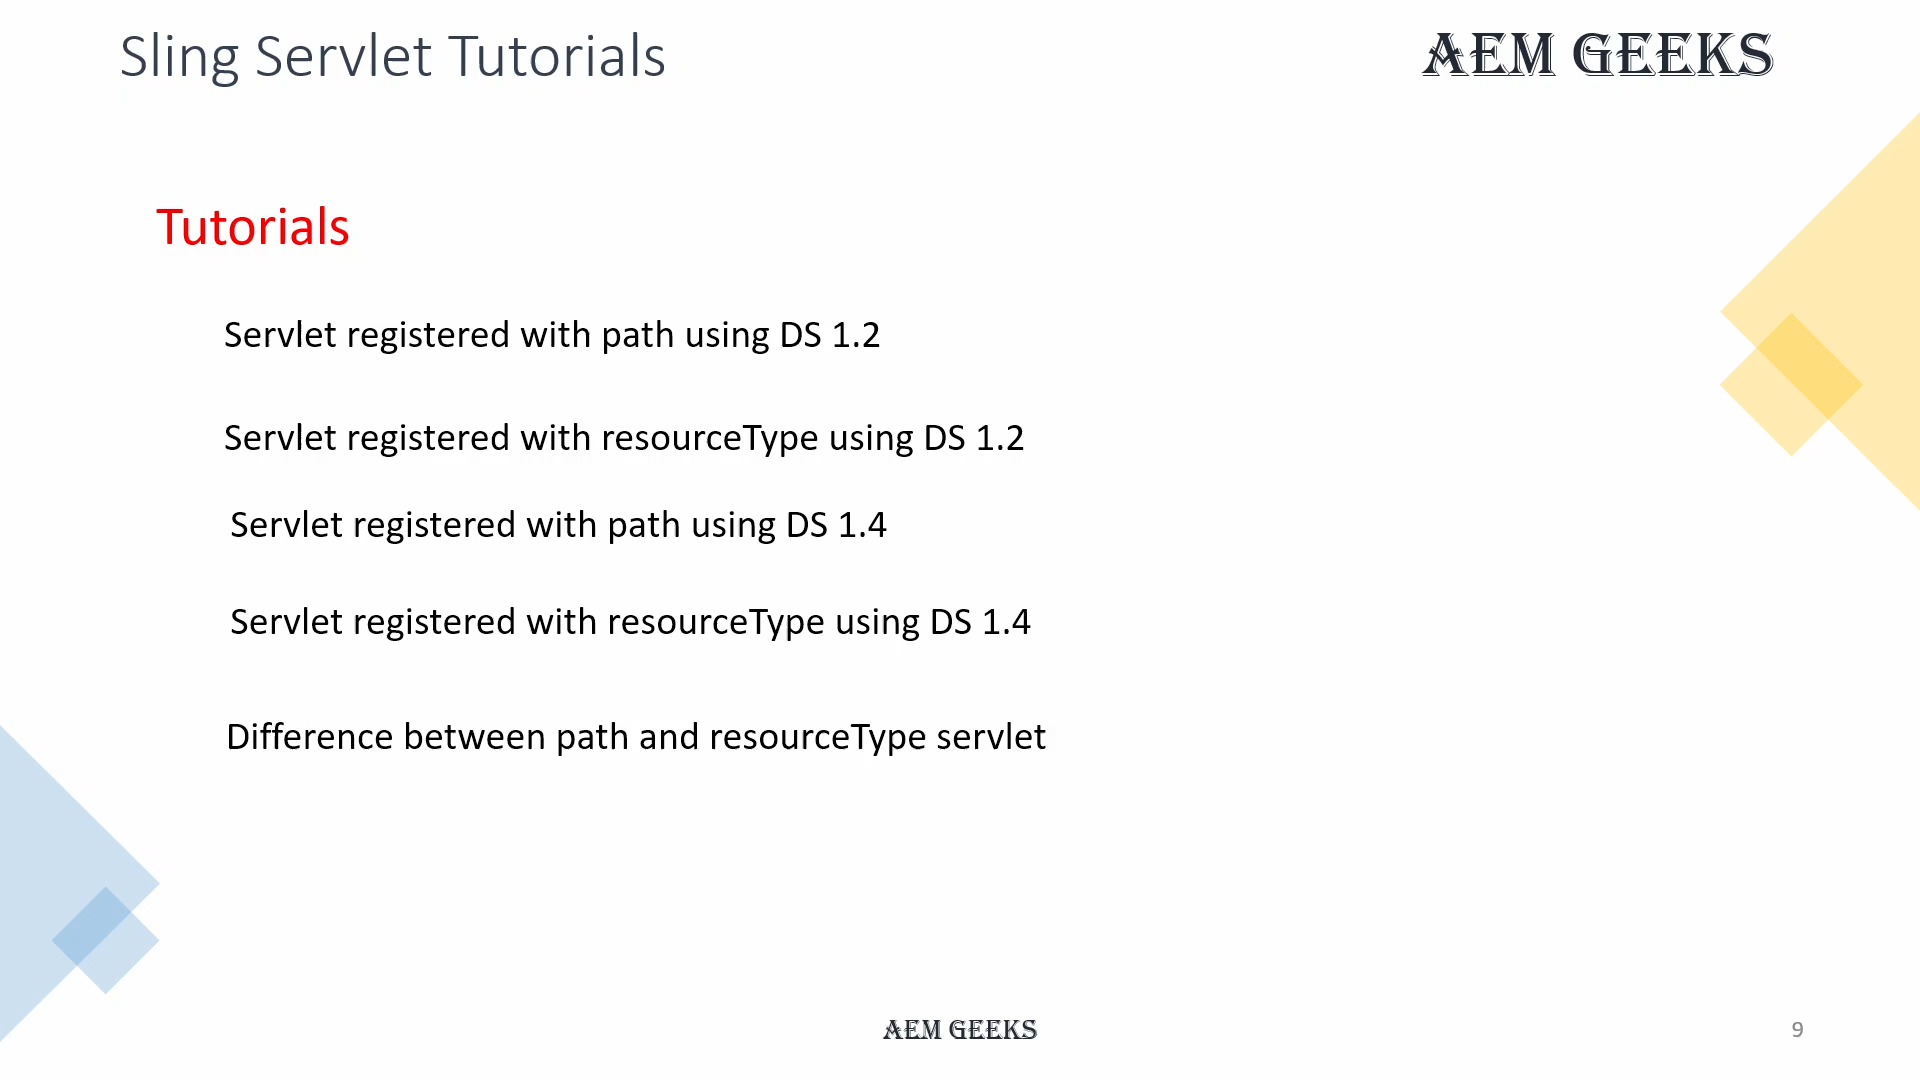 Sling Servlet Tutorials
AEM GEEKS
Tutorials
Servlet registered with path using DS 1.2
Servlet registered with resourceType using DS 1.2
Servlet registered with path using DS 1.4
Servlet registered with resourceType using DS 1.4
Difference between path and resourceType servlet
AEM GEEKS
9